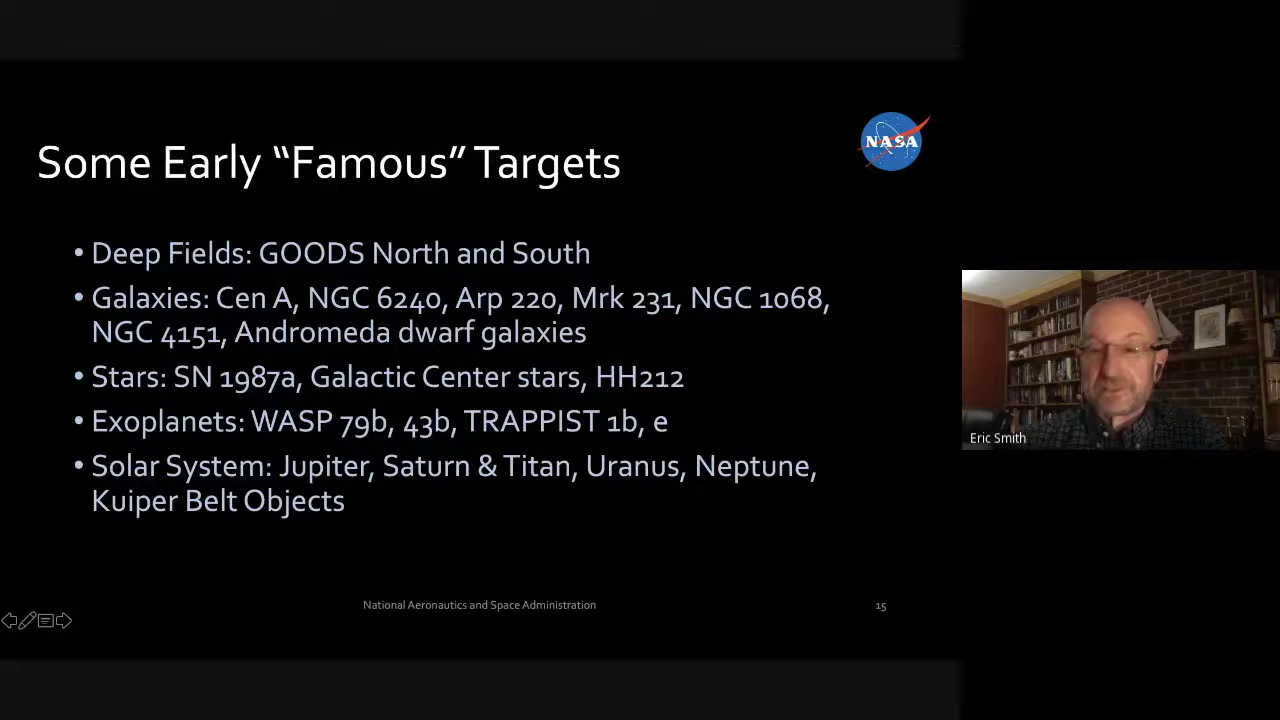 NASA
Some Early “Famous” Targets
• Deep Fields: GOODS North and South
• Galaxies: Cen A, NGC 6240, Arp 220, Mrk 231, NGC 1068,
NGC 4151, Andromeda dwarf galaxies
• Stars: SN 1987a, Galactic Center stars, HH212
• Exoplanets: WASP 79b, 43b, TRAPPIST 1b, e
• Solar System: Jupiter, Saturn & Titan, Uranus, Neptune,
Kuiper Belt Objects
Eric Smith
National Aeronautics and Space Administration
15